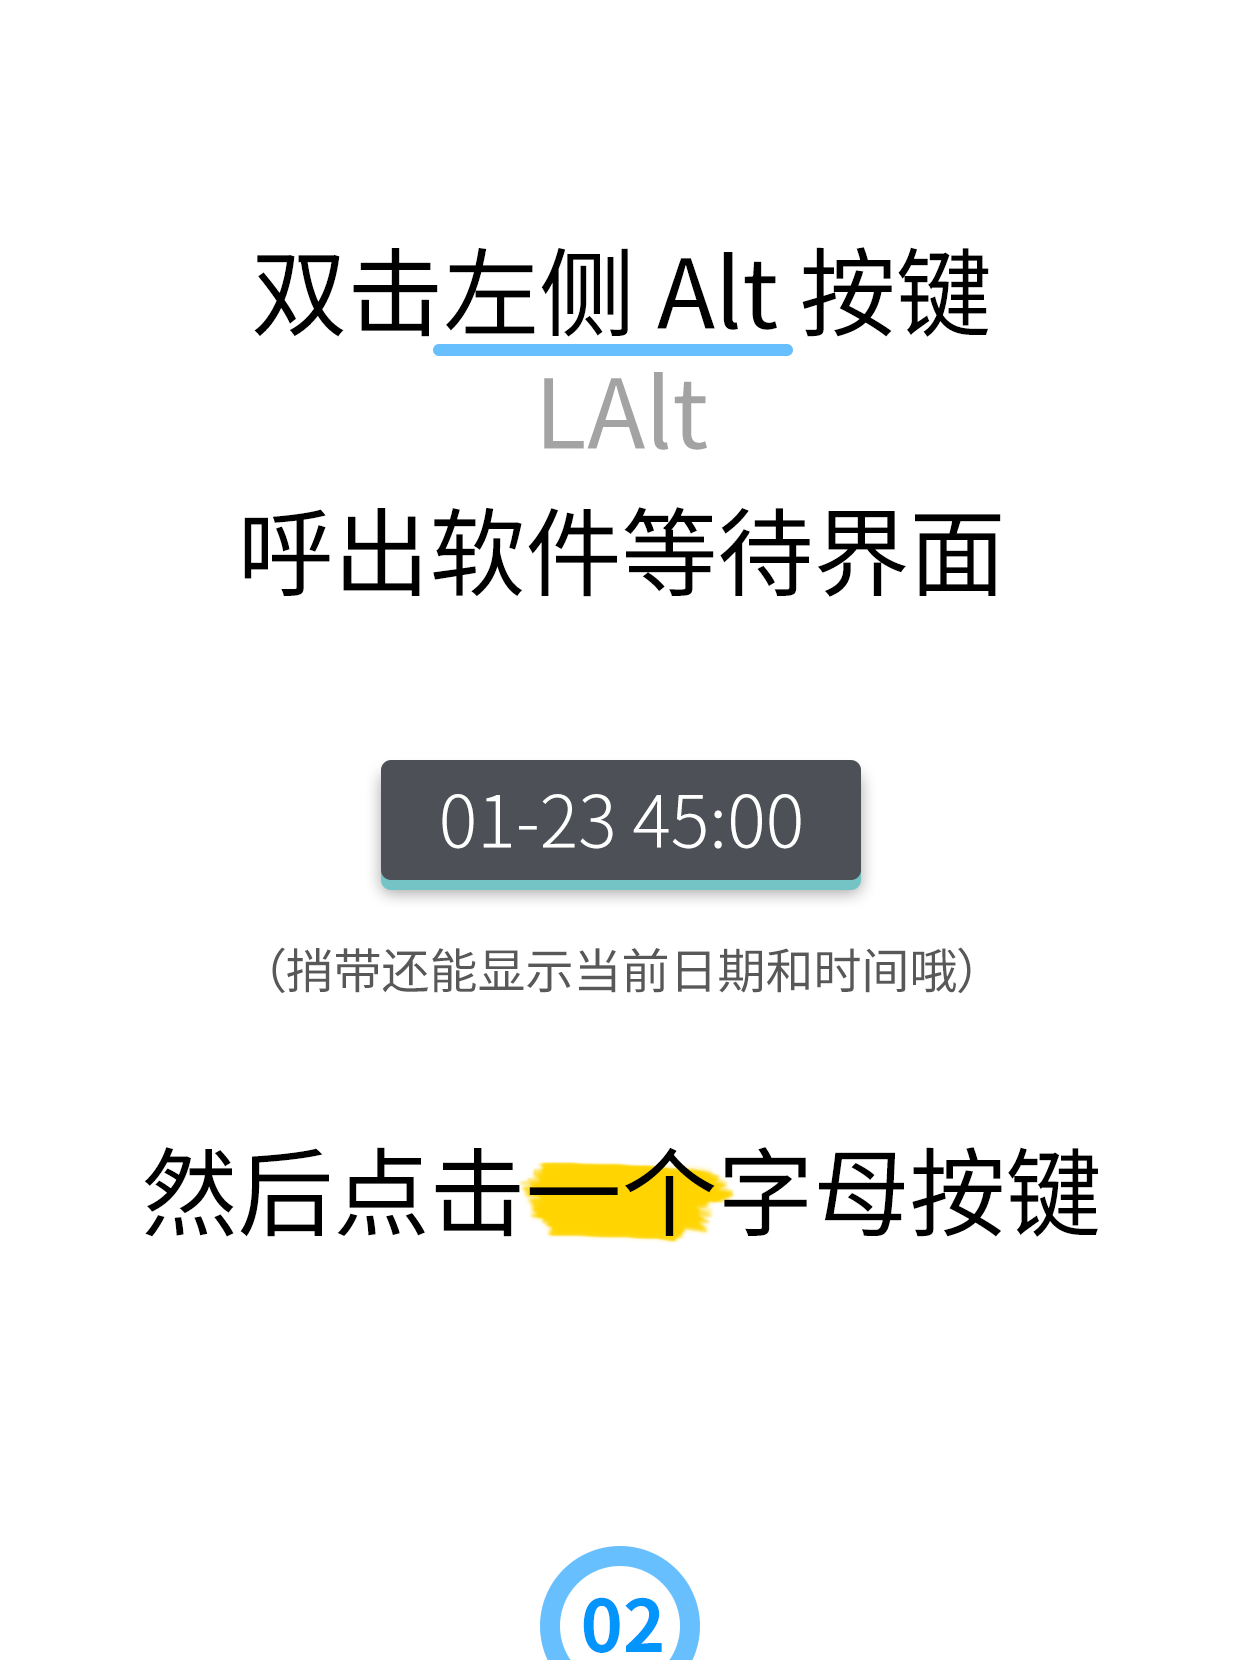 双击左侧 Alt 按键
LAlt
呼出软件等待界面
01-23 45:00
（捎带还能显示当前日期和时间哦）
然后点击一个字母按键
02